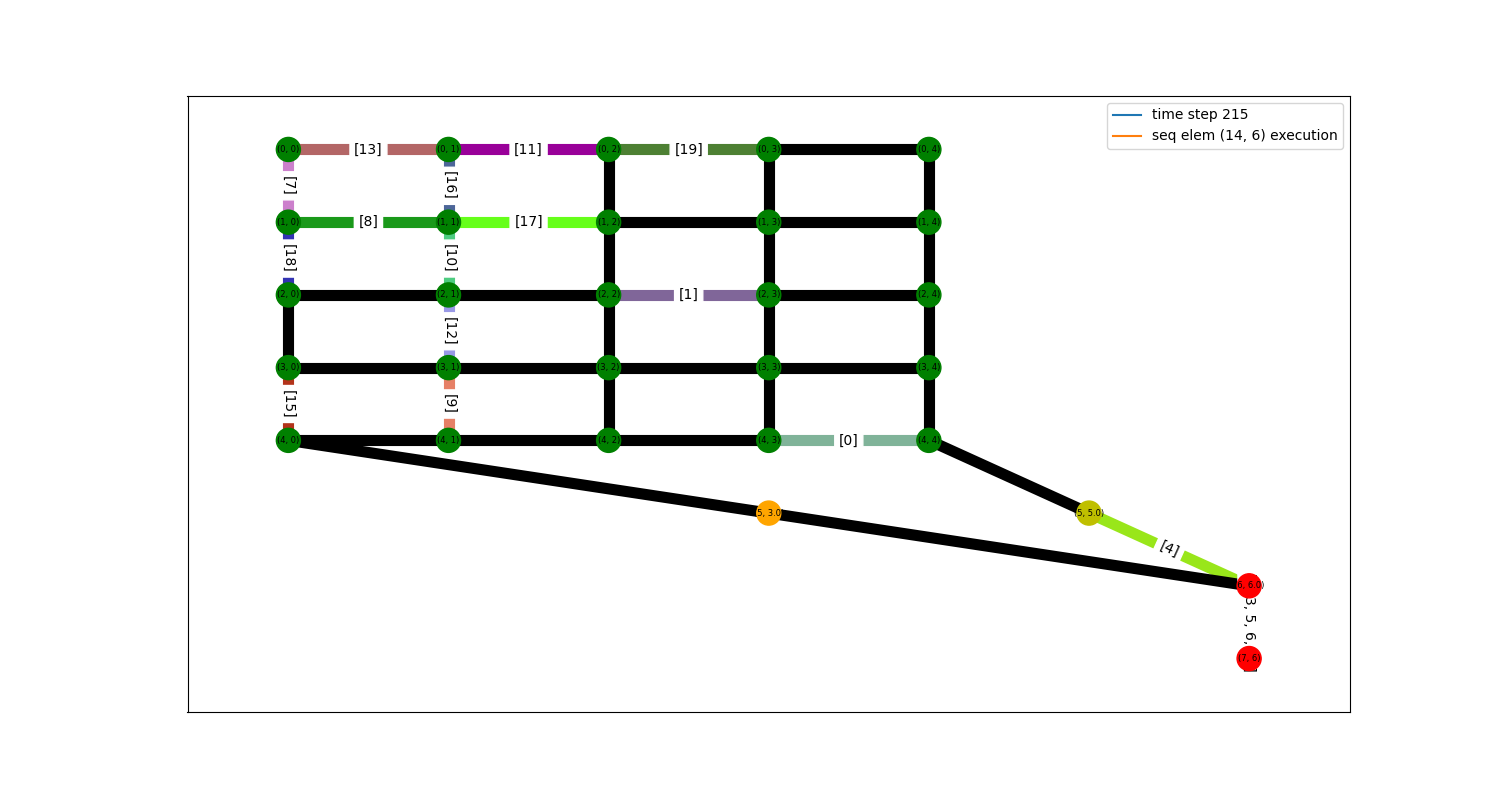 time step 215
seq elem (14, 6) execution
(0, 0) [13] (0, 1) [11] (0, 2) [19] (0, 3) (0, 4)
[7] [16]
(1, 0) [8] (1, 1) [17] (1, 2) (1, 3) (1, 4)
[18] [10]
(2, 0) (2, 1) (2, 2) [1] (2, 3) (2, 4)
[12]
(3, 0) (3, 1) (3, 2) (3, 3) (3, 4)
[15] [9]
(4, 0) (4, 1) (4, 2) (4, 3) [0] (4, 4)
(5, 3.0) (5, 5.0)
[4]
(6, 6.0)
3, 5, 6,
(7, 6)